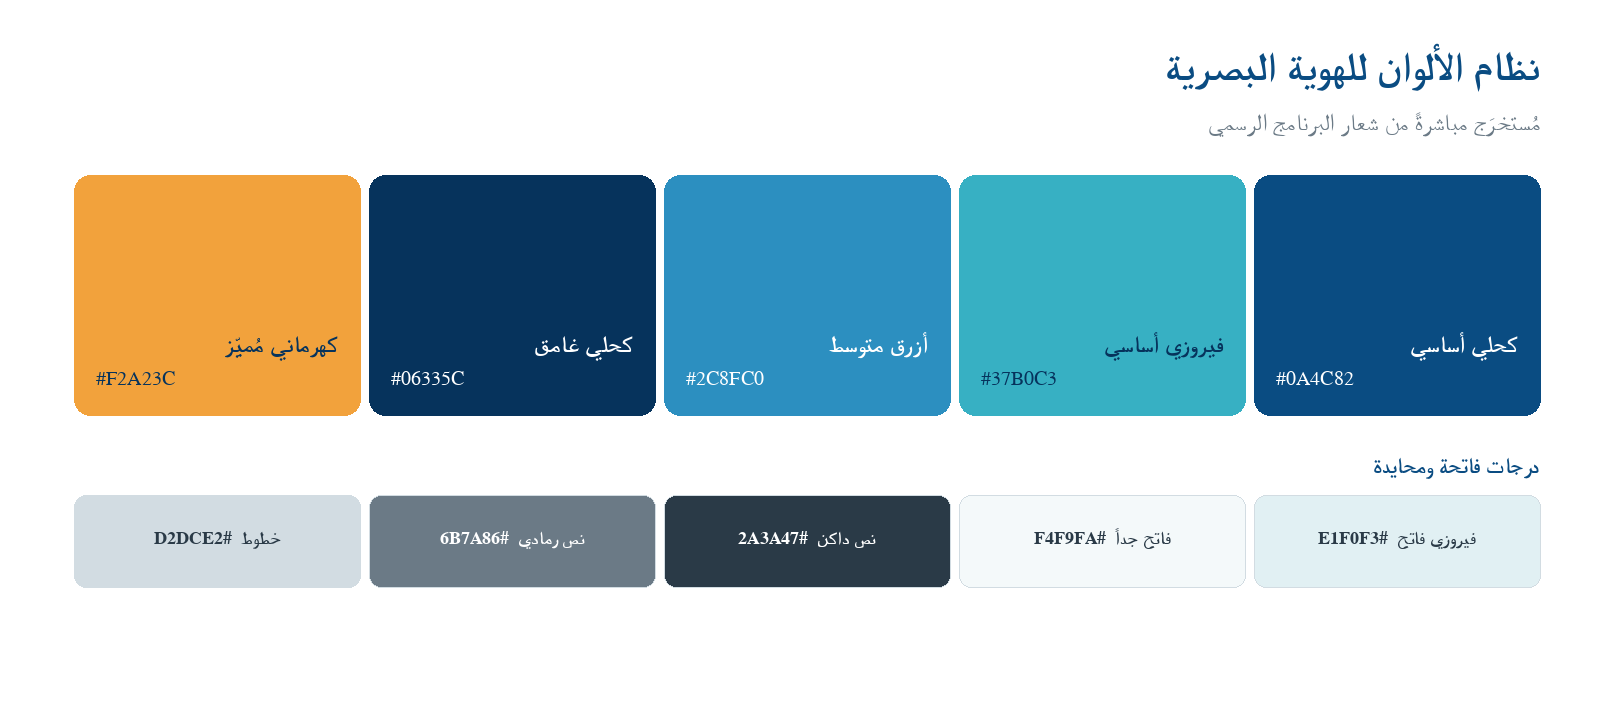 نظام الألوان للهوية البصرية
مُستخرَج مباشرةً من شعار البرنامج الرسمي
كحلي أساسي
#0A4C82
فيروزي أساسي
#37B0C3
أزرق متوسط
#2C8FC0
كحلي غامق
#06335C
كهرماني مُميّز
#F2A23C
درجات فاتحة ومحايدة
فيروزي فاتح #E1F0F3
فاتح جداً #F4F9FA
نص داكن #2A3A47
نص رمادي #6B7A86
خطوط #D2DCE2